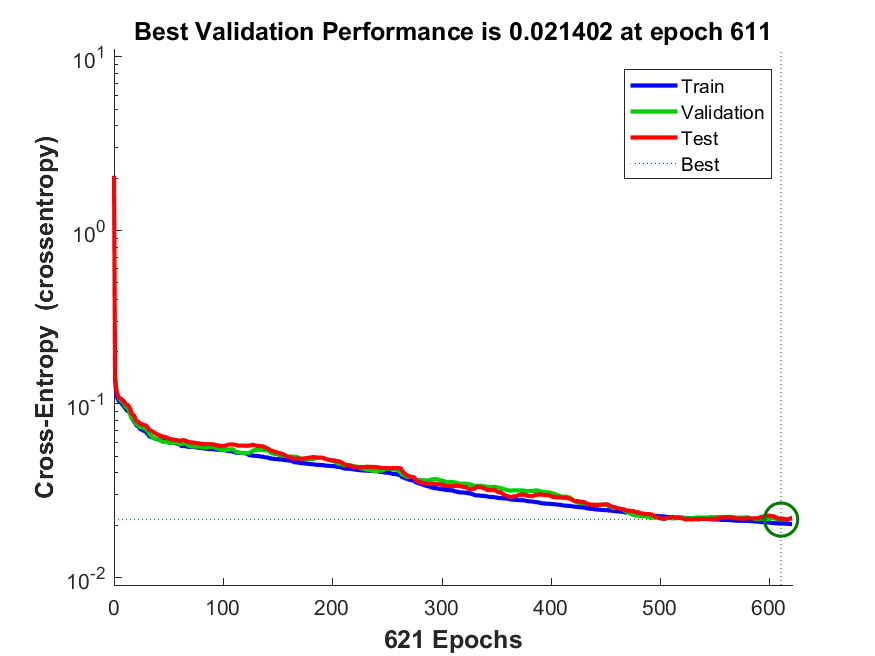 Best Validation Performance is 0.021402 at epoch 611
Cross-Entropy (crossentropy)
10^1
10^0
10^-1
10^-2
Train
Validation
Test
Best
0 100 200 300 400 500 600
621 Epochs